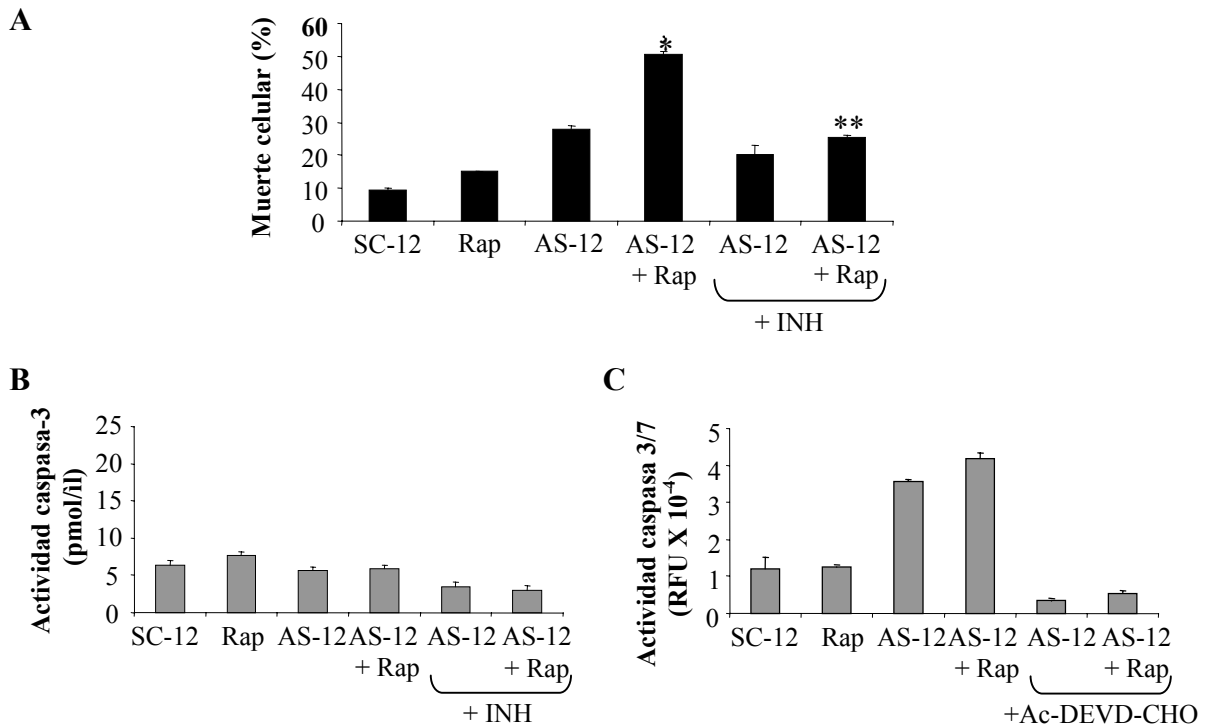 A
Muerte celular (%)
60
50
40
30
20
10
0
*
**
SC-12 Rap AS-12 AS-12 AS-12 AS-12
+ Rap + Rap
+ INH
B
Actividad caspasa-3
(pmol/il)
25
20
15
10
5
0
SC-12 Rap AS-12 AS-12 AS-12 AS-12
+ Rap + Rap
+ INH
C
Actividad caspasa 3/7
(RFU X 10⁻⁴)
5
4
3
2
1
0
SC-12 Rap AS-12 AS-12 AS-12 AS-12
+ Rap + Rap
+Ac-DEVD-CHO